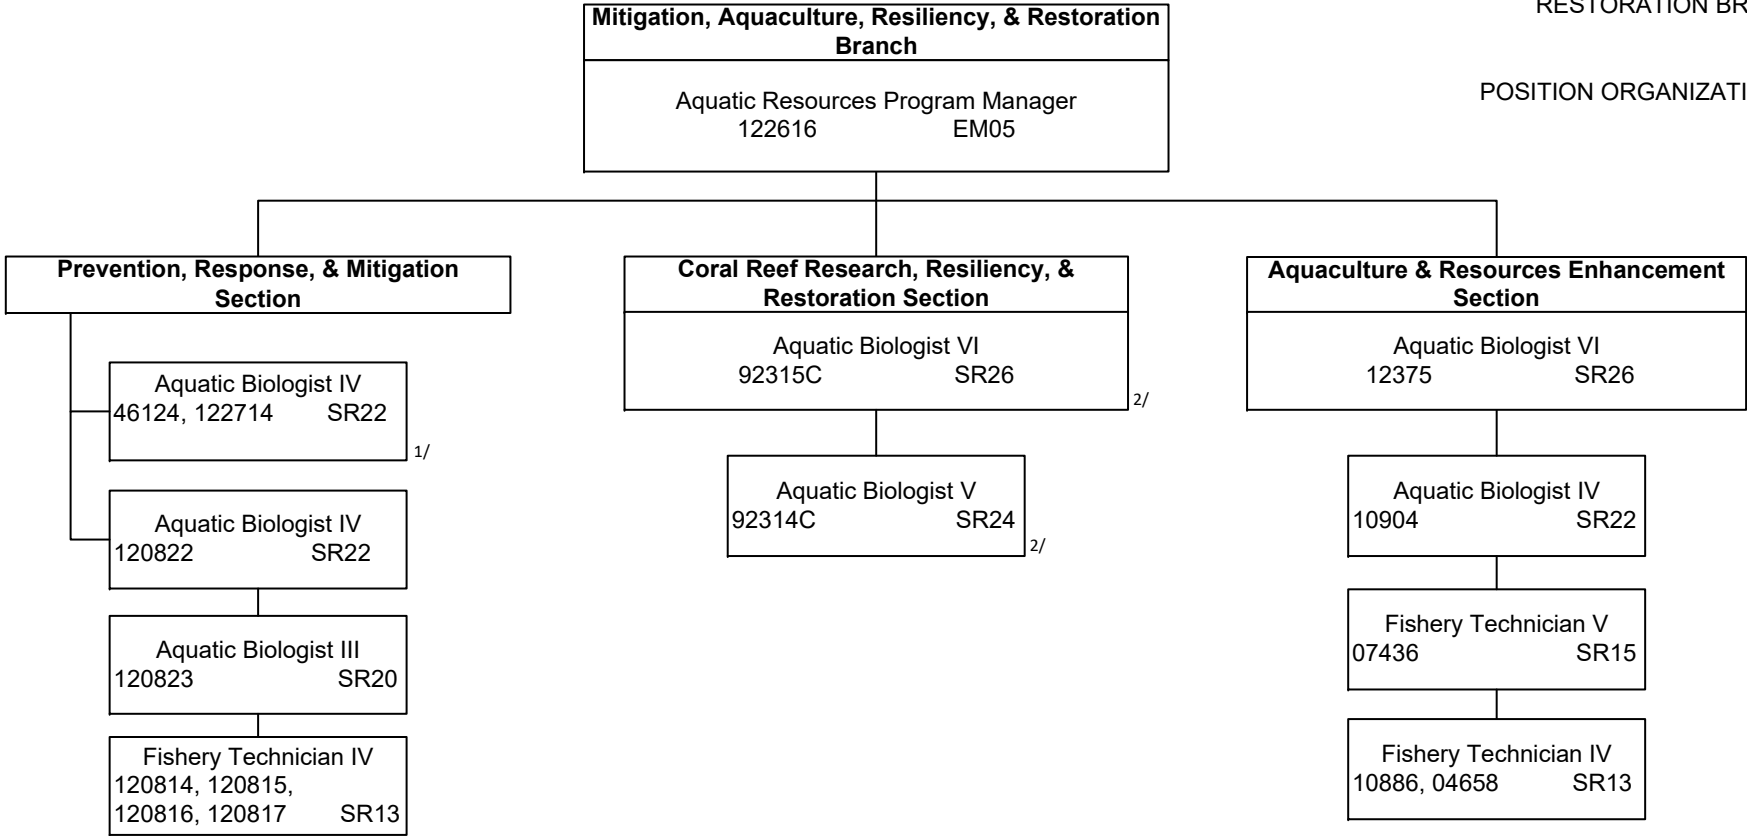 RESTORATION
POSITION
Mitigation, Aquaculture, Resiliency, & Restoration
Branch
Aquatic Resources Program Manager
122616 EM05
Prevention, Response, & Mitigation
Section
Aquatic Biologist IV
46124, 122714 SR22
1/
Aquatic Biologist IV
120822 SR22
Aquatic Biologist III
120823 SR20
Fishery Technician IV
120814, 120815,
120816, 120817 SR13
Coral Reef Research, Resiliency, &
Restoration Section
Aquatic Biologist VI
92315C SR26
2/
Aquatic Biologist V
92314C SR24
2/
Aquaculture & Resources Enhancement
Section
Aquatic Biologist VI
12375 SR26
Aquatic Biologist IV
10904 SR22
Fishery Technician V
07436 SR15
Fishery Technician IV
10886, 04658 SR13